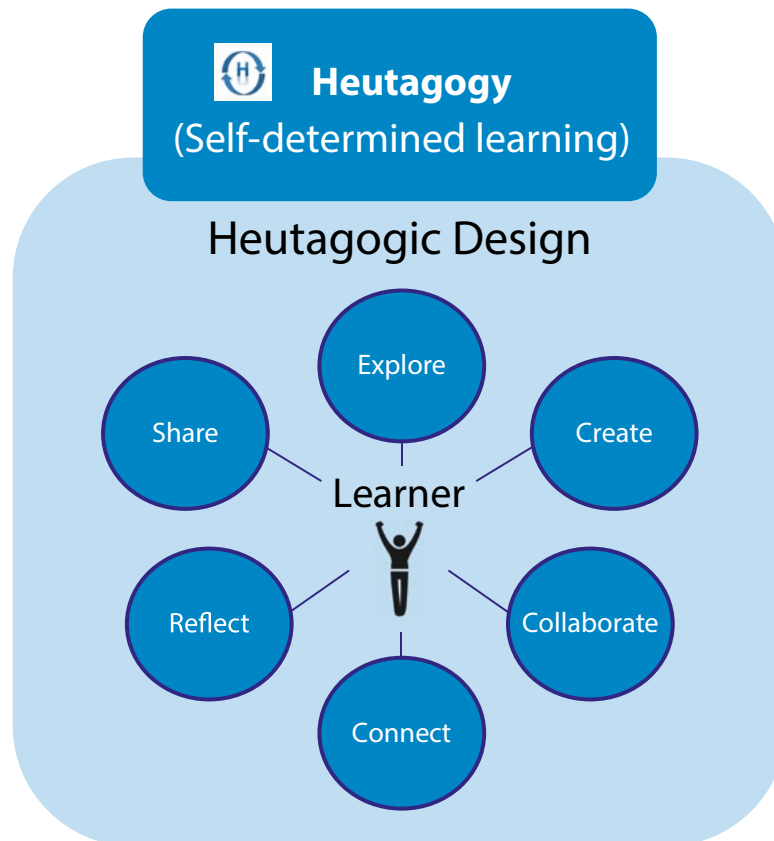 H
Heutagogy
(Self-determined learning)
Heutagogic Design
Explore
Share
Create
Learner
Reflect
Collaborate
Connect